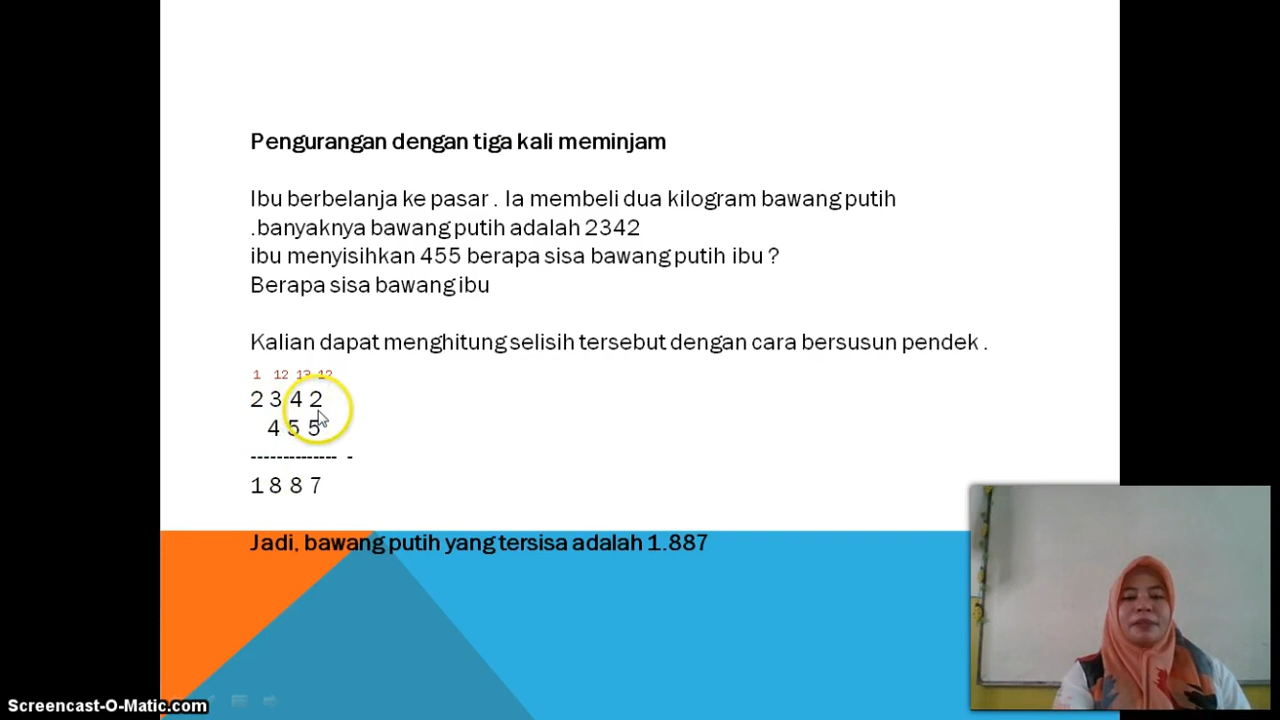 Pengurangan dengan tiga kali meminjam
Ibu berbelanja ke pasar . Ia membeli dua kilogram bawang putih
.banyaknya bawang putih adalah 2342
ibu menyisihkan 455 berapa sisa bawang putih ibu ?
Berapa sisa bawang ibu
Kalian dapat menghitung selisih tersebut dengan cara bersusun pendek .
1 12 13 12
2 3 4 2
4 5 5
-------------- -
1 8 8 7
Jadi, bawang putih yang tersisa adalah 1.887
Screencast-O-Matic.com